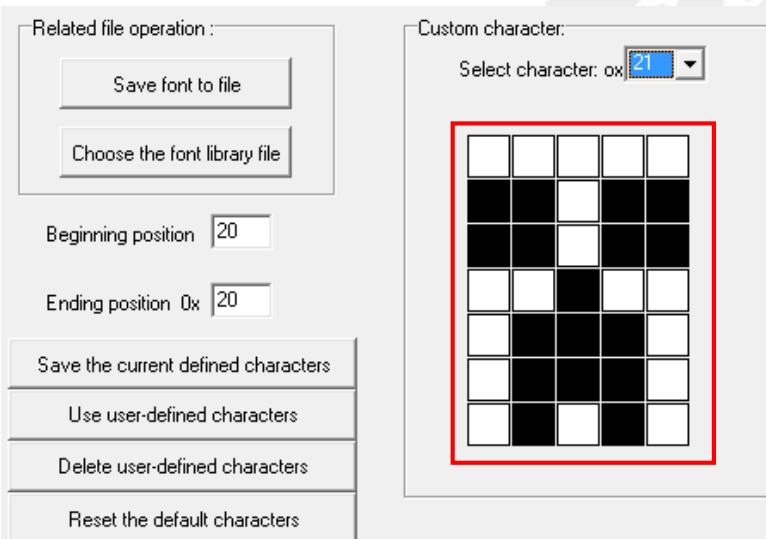 Related file operation :
Save font to file
Choose the font library file
Beginning position 20
Ending position 0x 20
Save the current defined characters
Use user-defined characters
Delete user-defined characters
Reset the default characters
Custom character:
Select character: ox 21